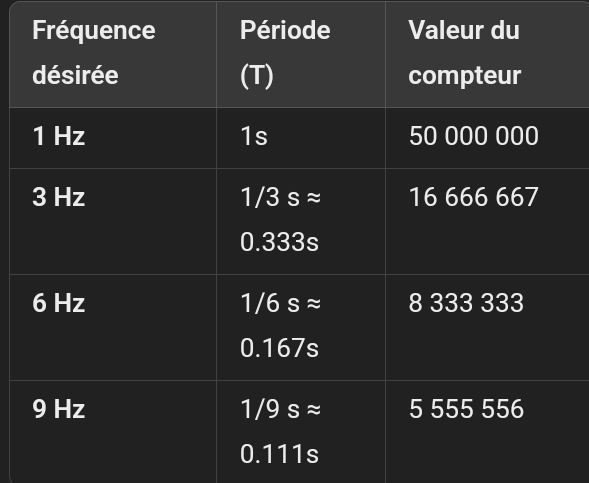 Fréquence désirée
Période (T)
Valeur du compteur
1 Hz
1s
50 000 000
3 Hz
1/3 s ≈
0.333s
16 666 667
6 Hz
1/6 s ≈
0.167s
8 333 333
9 Hz
1/9 s ≈
0.111s
5 555 556